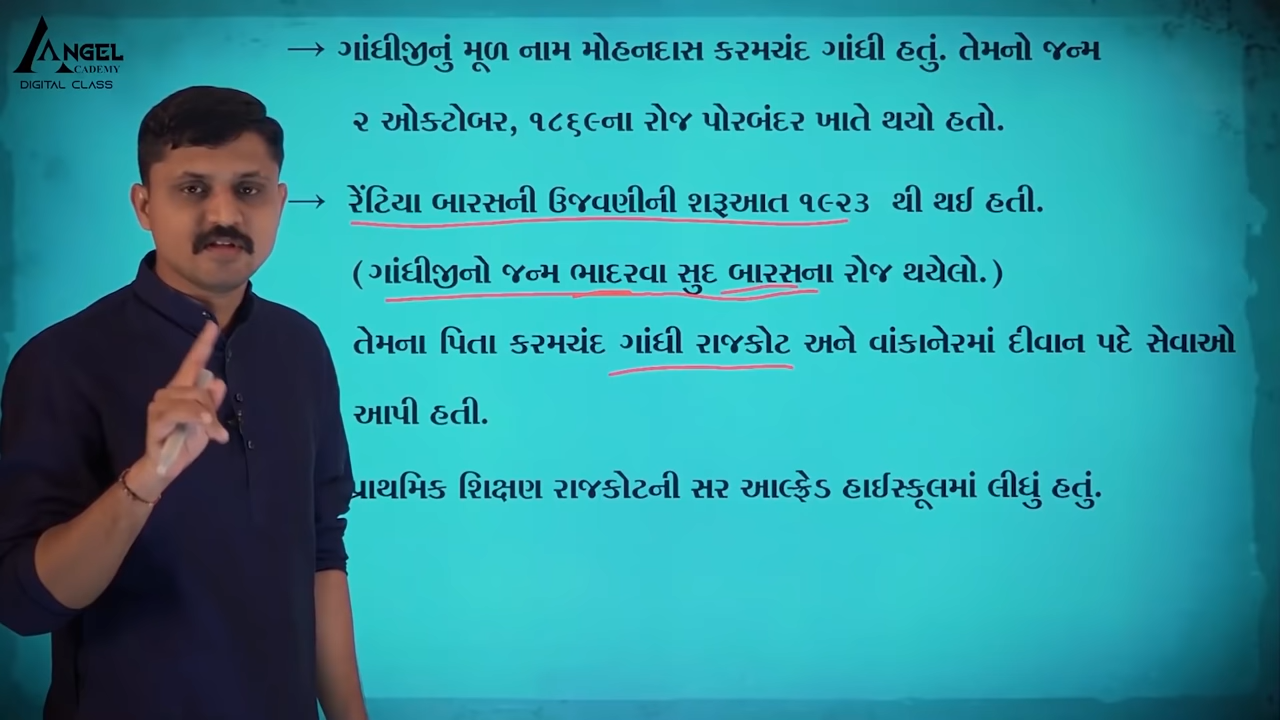 ANGEL
ACADEMY
DIGITAL CLASS
→ ગાંધીજીનું મૂળ નામ મોહનદાસ કરમચંદ ગાંધી હતું. તેમનો જન્મ
૨ ઓક્ટોબર, ૧૮૬૯ના રોજ પોરબંદર ખાતે થયો હતો.
→ રેંટિયા બારસની ઉજવણીની શરૂઆત ૧૯૨૩ થી થઈ હતી.
(ગાંધીજીનો જન્મ ભાદરવા સુદ બારસના રોજ થયેલો.)
તેમના પિતા કરમચંદ ગાંધી રાજકોટ અને વાંકાનેરમાં દીવાન પદે સેવાઓ
આપી હતી.
પ્રાથમિક શિક્ષણ રાજકોટની સર આલ્ફ્રેડ હાઈસ્કૂલમાં લીધું હતું.